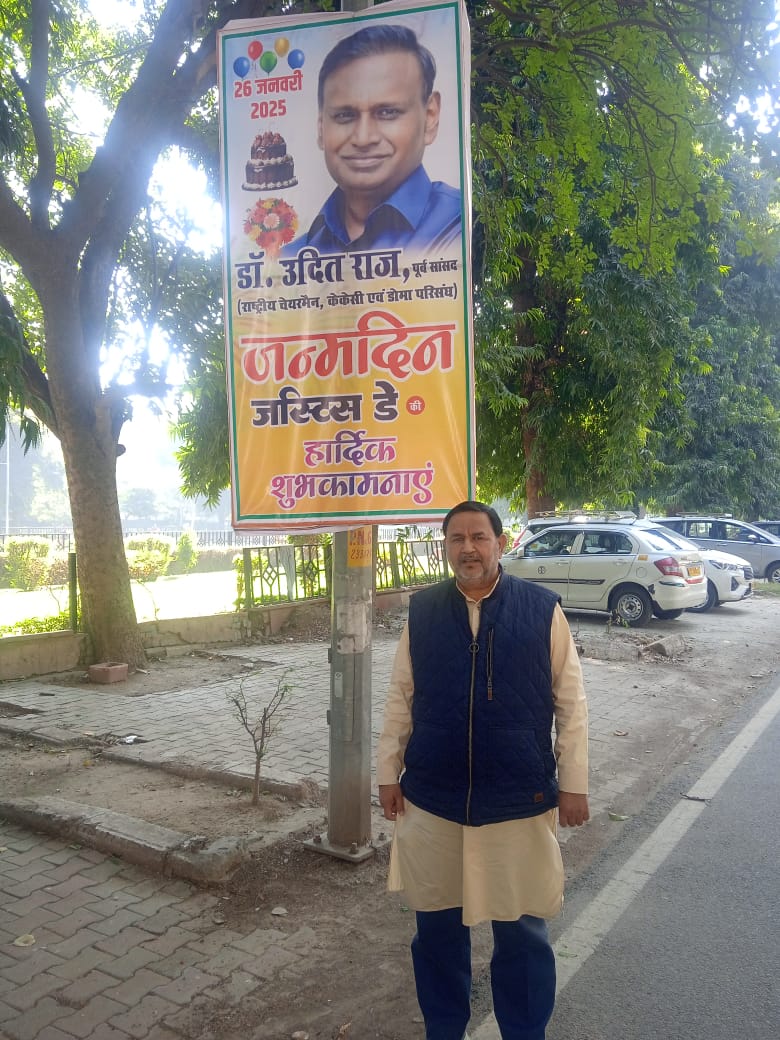 26 जनवरी
2025
डॉ. उदित राज, पूर्व सांसद
(राष्ट्रीय चेयरमैन, केकेसी एवं डोमा परिसंघ)
जन्मदिन
जस्टिस डे की
हार्दिक
शुभकामनाएं